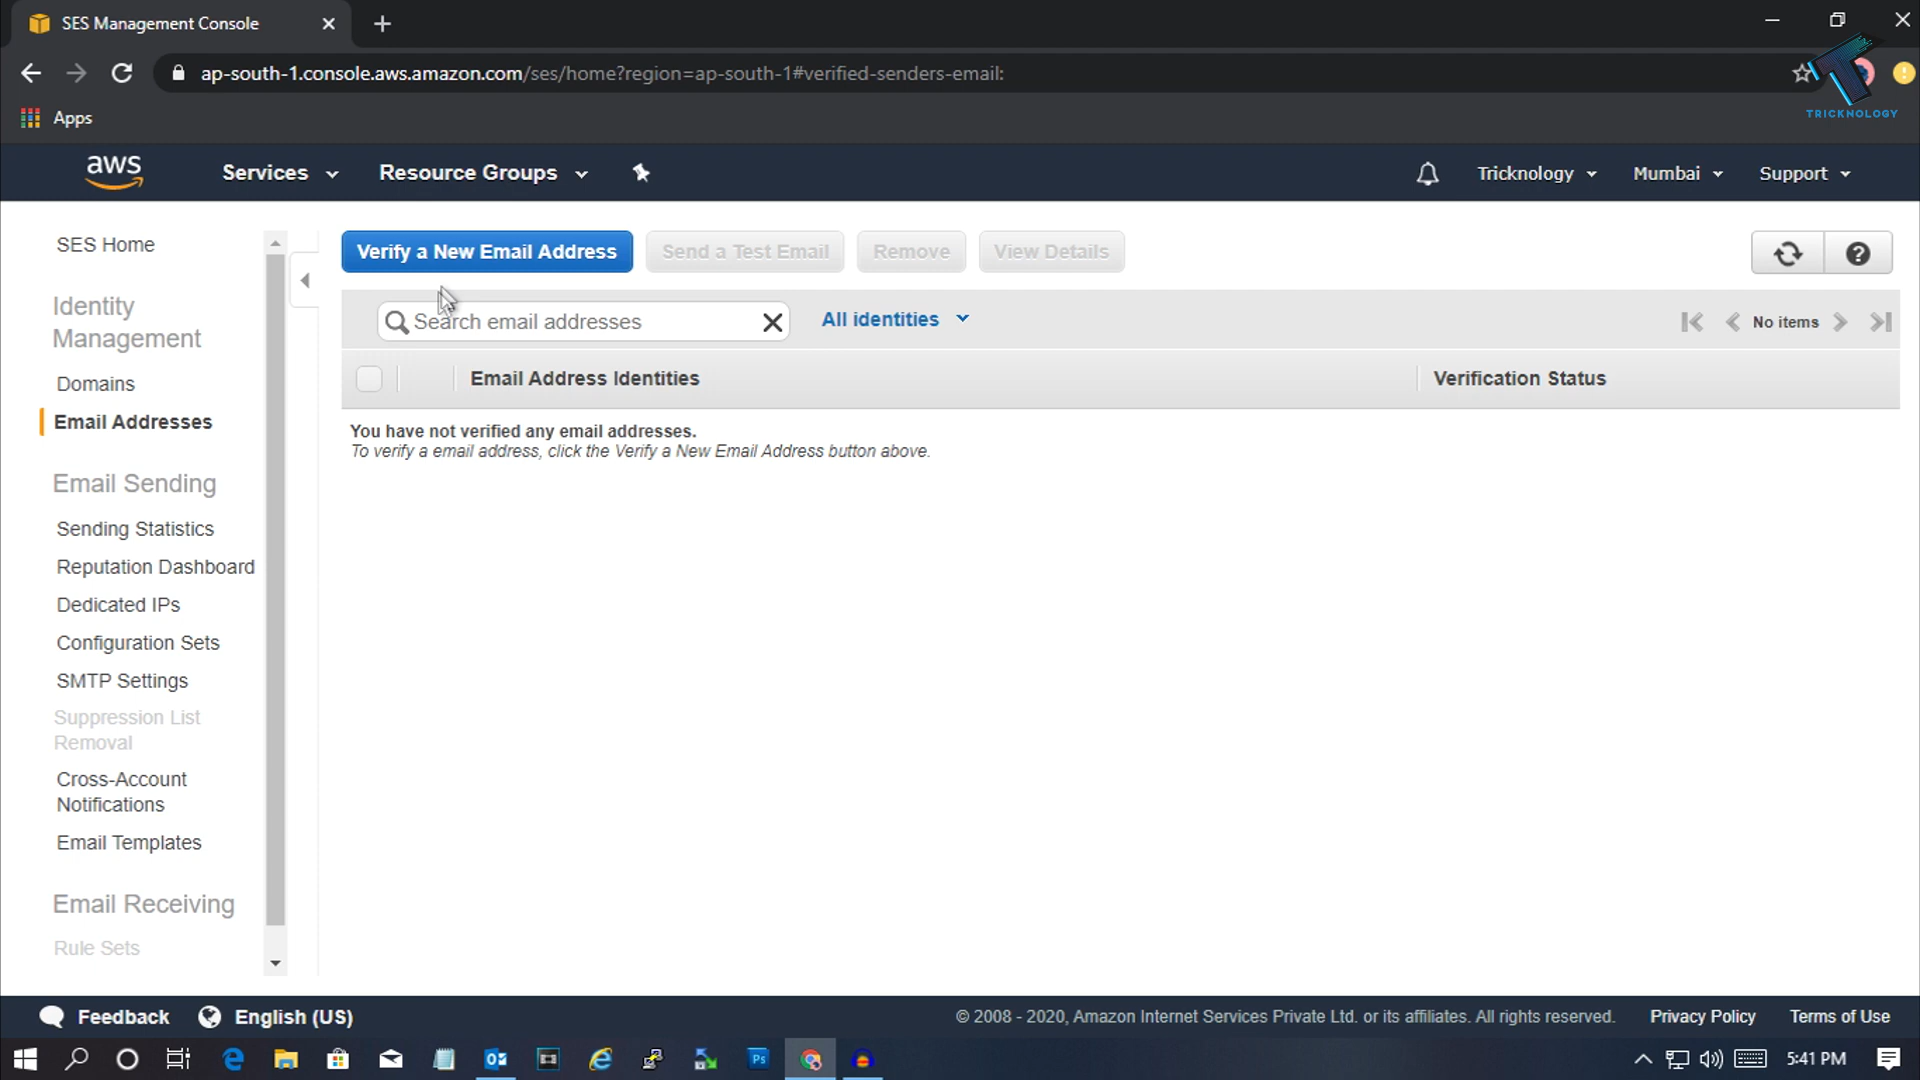 SES Management Console
ap-south-1.console.aws.amazon.com/ses/home?region=ap-south-1#verified-senders-email:
TRICKNOLOGY
Apps
aws
Services
Resource Groups
Tricknology
Mumbai
Support
SES Home
Identity
Management
Domains
Email Addresses
Email Sending
Sending Statistics
Reputation Dashboard
Dedicated IPs
Configuration Sets
SMTP Settings
Suppression List
Removal
Cross-Account
Notifications
Email Templates
Email Receiving
Rule Sets
Verify a New Email Address
Send a Test Email
Remove
View Details
Search email addresses
All identities
No items
Email Address Identities
Verification Status
You have not verified any email addresses.
To verify a email address, click the Verify a New Email Address button above.
Feedback
English (US)
© 2008 - 2020, Amazon Internet Services Private Ltd. or its affiliates. All rights reserved.
Privacy Policy
Terms of Use
Ps
5:41 PM